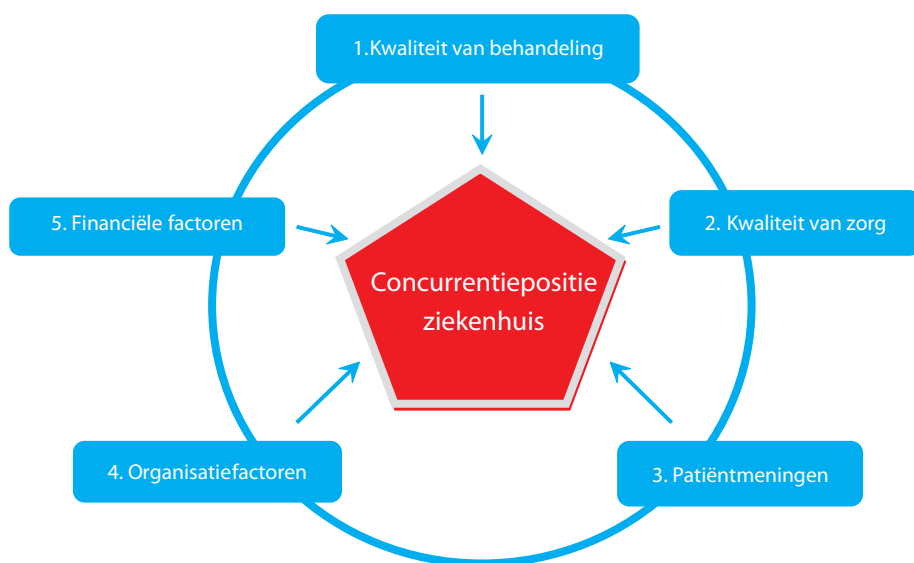 1.Kwaliteit van behandeling
5. Financiële factoren
2. Kwaliteit van zorg
Concurrentiepositie
ziekenhuis
4. Organisatiefactoren
3. Patiëntmeningen